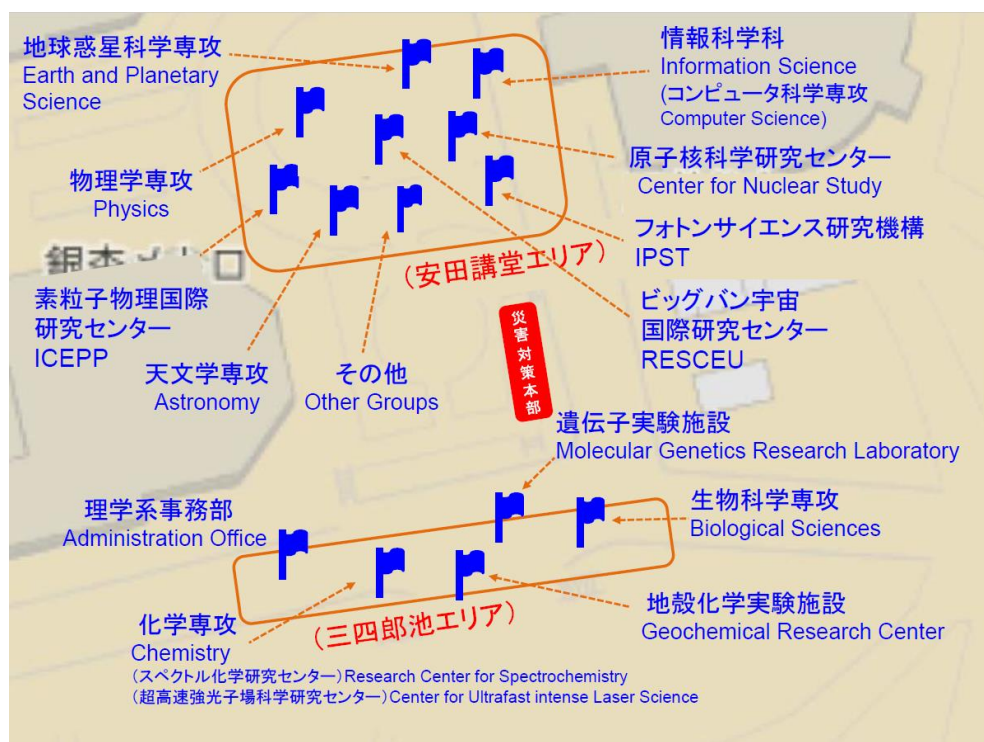 地球惑星科学専攻
Earth and Planetary
Science
情報科学科
Information Science
(コンピュータ科学専攻
Computer Science)
物理学専攻
Physics
原子核科学研究センター
Center for Nuclear Study
フォトンサイエンス研究機構
IPST
(安田講堂エリア)
素粒子物理国際
研究センター
ICEPP
ビッグバン宇宙
国際研究センター
RESCEU
天文学専攻
Astronomy
その他
Other Groups
災害対策本部
遺伝子実験施設
Molecular Genetics Research Laboratory
理学系事務部
Administration Office
生物科学専攻
Biological Sciences
(三四郎池エリア)
地殻化学実験施設
Geochemical Research Center
化学専攻
Chemistry
(スペクトル化学研究センター)Research Center for Spectrochemistry
(超高速強光子場科学研究センター)Center for Ultrafast intense Laser Science